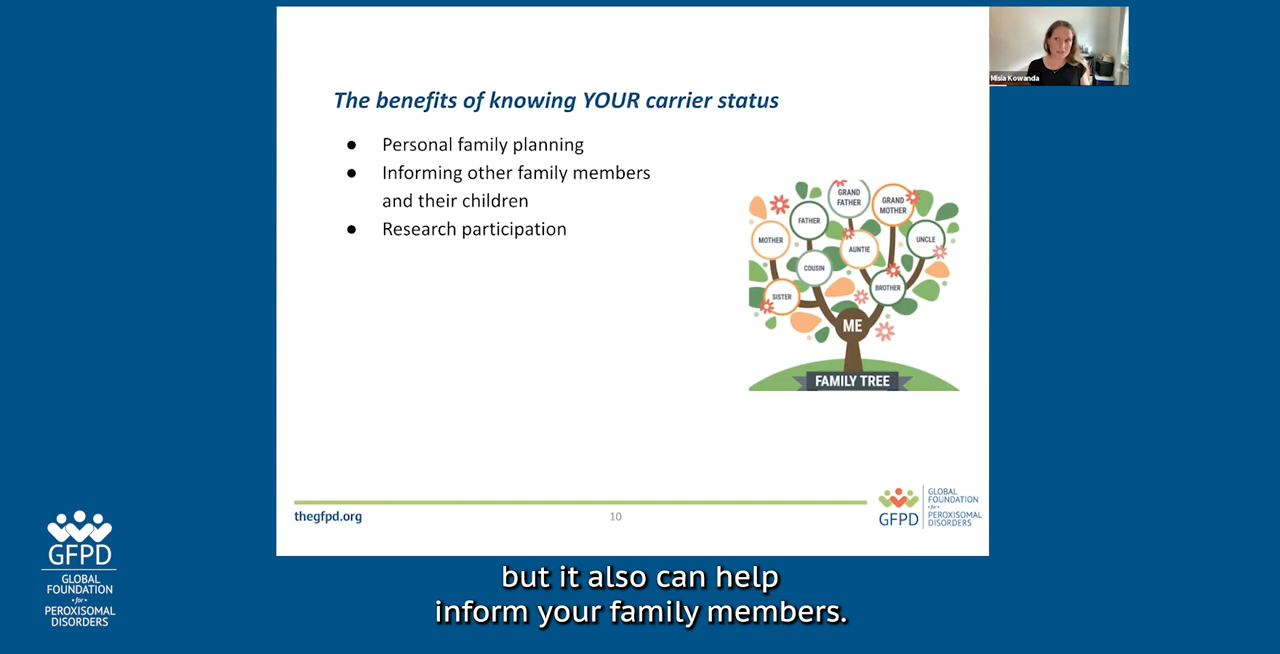 The benefits of knowing YOUR carrier status
● Personal family planning
● Informing other family members
and their children
● Research participation
Misia Kowanda
GRAND
FATHER
GRAND
MOTHER
FATHER
MOTHER
AUNTIE
UNCLE
COUSIN
SISTER
BROTHER
ME
FAMILY TREE
thegfpd.org
10
GFPD
GLOBAL
FOUNDATION
for
PEROXISOMAL
DISORDERS
GFPD
GLOBAL
FOUNDATION
for
PEROXISOMAL
DISORDERS
but it also can help
inform your family members.